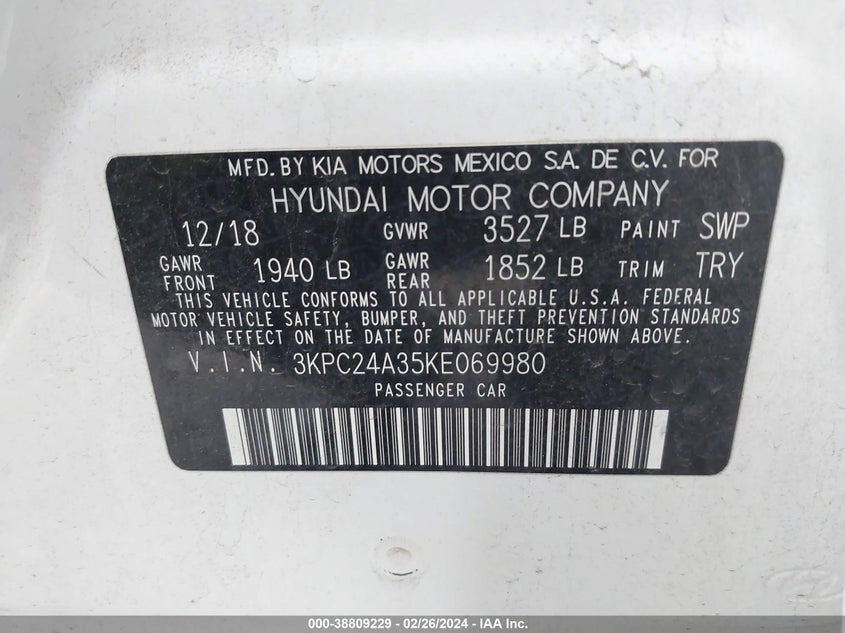 MFD. BY KIA MOTORS MEXICO S.A. DE C.V. FOR
HYUNDAI MOTOR COMPANY
12/18 GVWR 3527 LB PAINT SWP
GAWR FRONT 1940 LB GAWR REAR 1852 LB TRIM TRY
THIS VEHICLE CONFORMS TO ALL APPLICABLE U.S.A. FEDERAL
MOTOR VEHICLE SAFETY, BUMPER, AND THEFT PREVENTION STANDARDS
IN EFFECT ON THE DATE OF MANUFACTURE SHOWN ABOVE.
V.I.N. 3KPC24A35KE069980
PASSENGER CAR
000-38809229 - 02/26/2024 - IAA Inc.